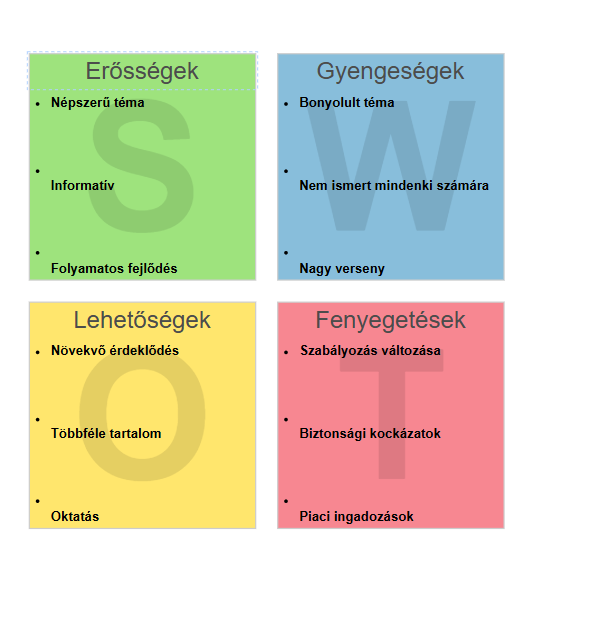 Erősségek
S
• Népszerű téma
• Informatív
• Folyamatos fejlődés
Gyengeségek
W
• Bonyolult téma
• Nem ismert mindenki számára
• Nagy verseny
Lehetőségek
O
• Növekvő érdeklődés
• Többféle tartalom
• Oktatás
Fenyegetések
T
• Szabályozás változása
• Biztonsági kockázatok
• Piaci ingadozások